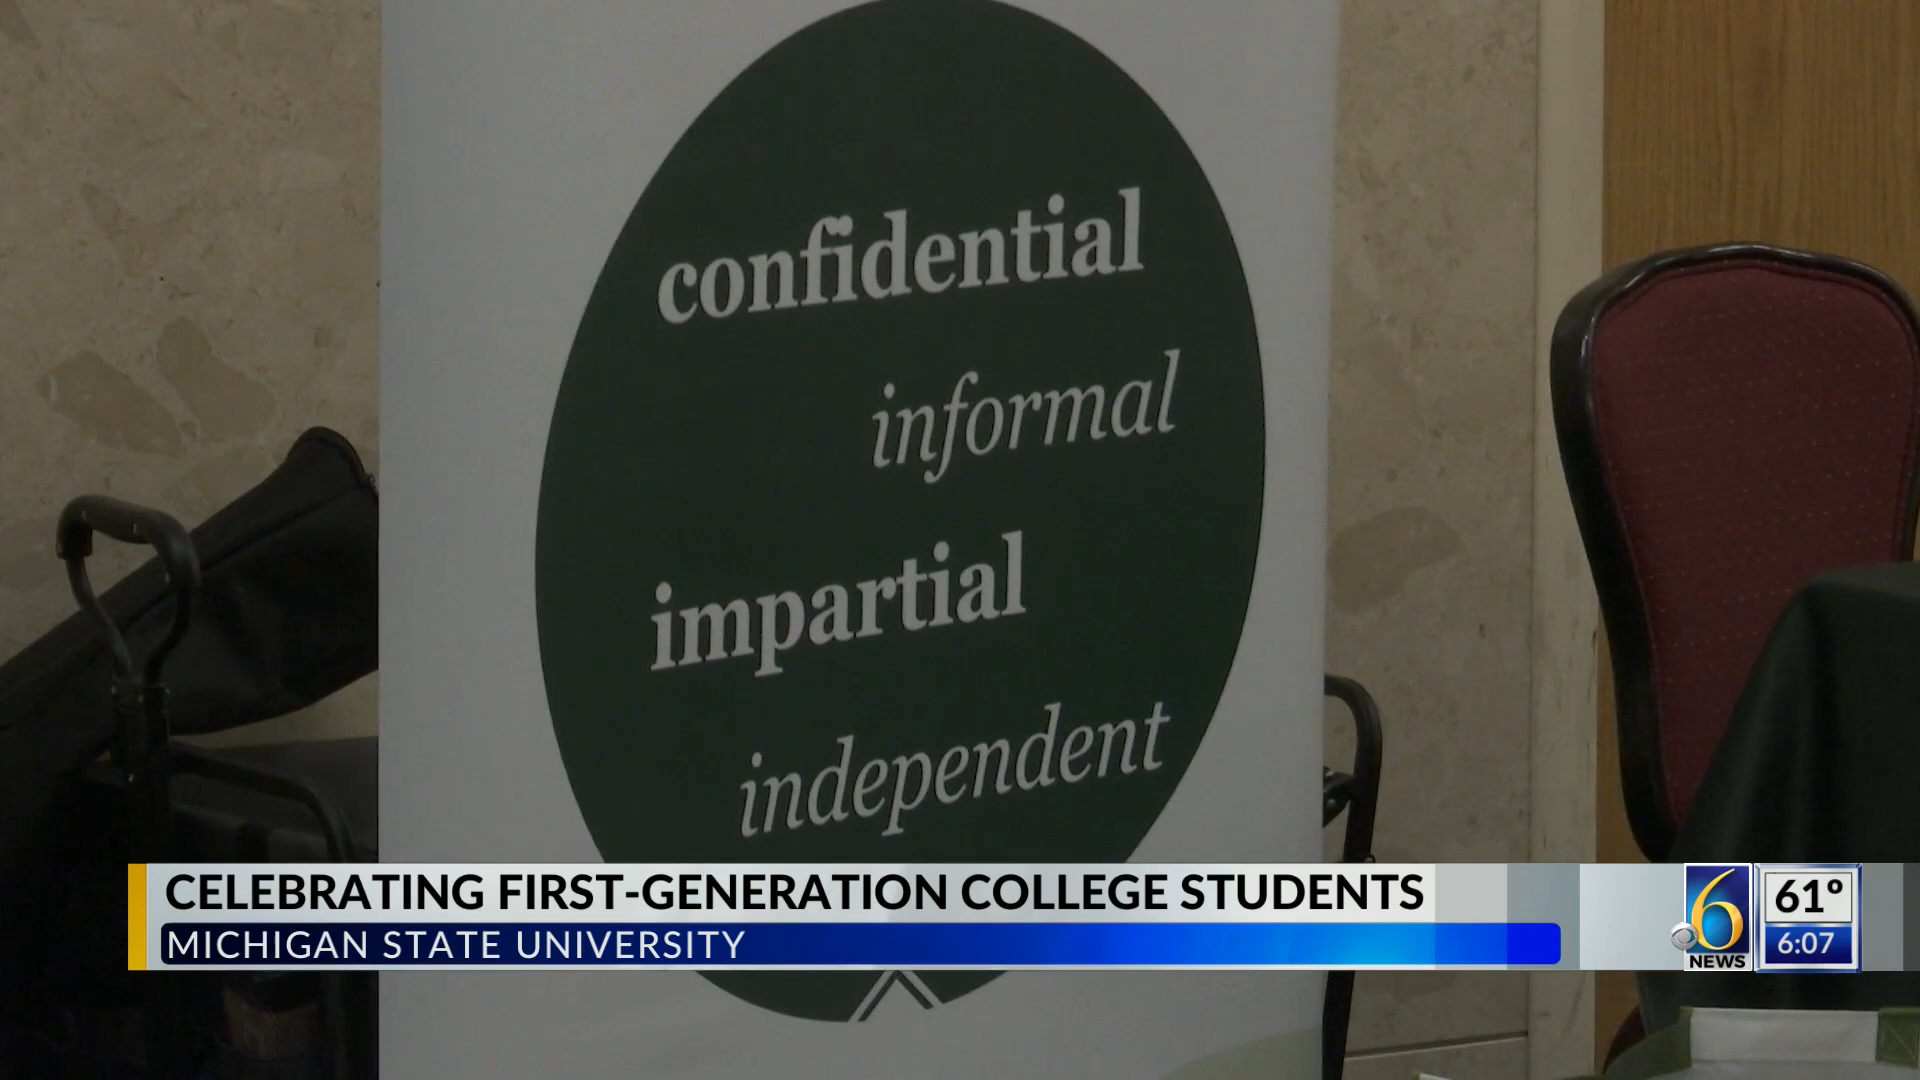 confidential
informal
impartial
independent
CELEBRATING FIRST-GENERATION COLLEGE STUDENTS
MICHIGAN STATE UNIVERSITY
6
NEWS
61°
6:07